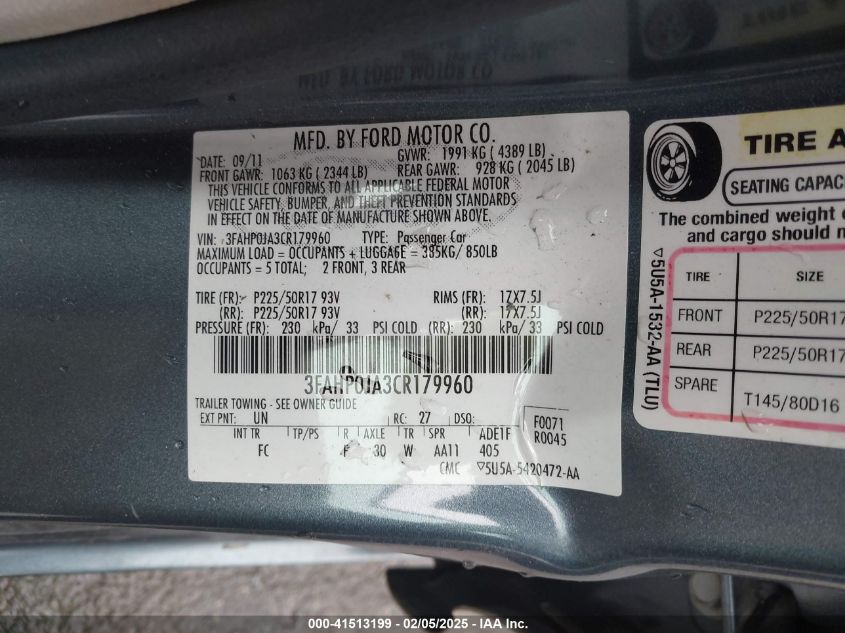 MFD. BY FORD MOTOR CO.
DATE: 09/11
GVWR: 1991 KG ( 4389 LB)
FRONT GAWR: 1063 KG ( 2344 LB)
REAR GAWR: 928 KG ( 2045 LB)
THIS VEHICLE CONFORMS TO ALL APPLICABLE FEDERAL MOTOR
VEHICLE SAFETY, BUMPER, AND THEFT PREVENTION STANDARDS
IN EFFECT ON THE DATE OF MANUFACTURE SHOWN ABOVE.
VIN: 3FAHP0JA3CR179960 TYPE: Passenger Car
MAXIMUM LOAD = OCCUPANTS + LUGGAGE = 385KG/ 850LB
OCCUPANTS = 5 TOTAL; 2 FRONT, 3 REAR
TIRE (FR): P225/50R17 93V RIMS (FR): 17X7.5J
(RR): P225/50R17 93V (RR): 17X7.5J
PRESSURE (FR): 230 kPa/ 33 PSI COLD (RR): 230 kPa/ 33 PSI COLD
3FAHP0JA3CR179960
TRAILER TOWING - SEE OWNER GUIDE
EXT PNT: UN RC: 27 DSO:
F0071
R0045
INT TR TP/PS R AXLE TR SPR ADE1F
FC F 30 W AA11 405
CMC ▽5U5A-5420472-AA
TIRE A
SEATING CAPAC
The combined weight
and cargo should
▽5U5A-1532-AA (TLU)
TIRE SIZE
FRONT P225/50R17
REAR P225/50R17
SPARE T145/80D16
000-41513199 - 02/05/2025 - IAA Inc.